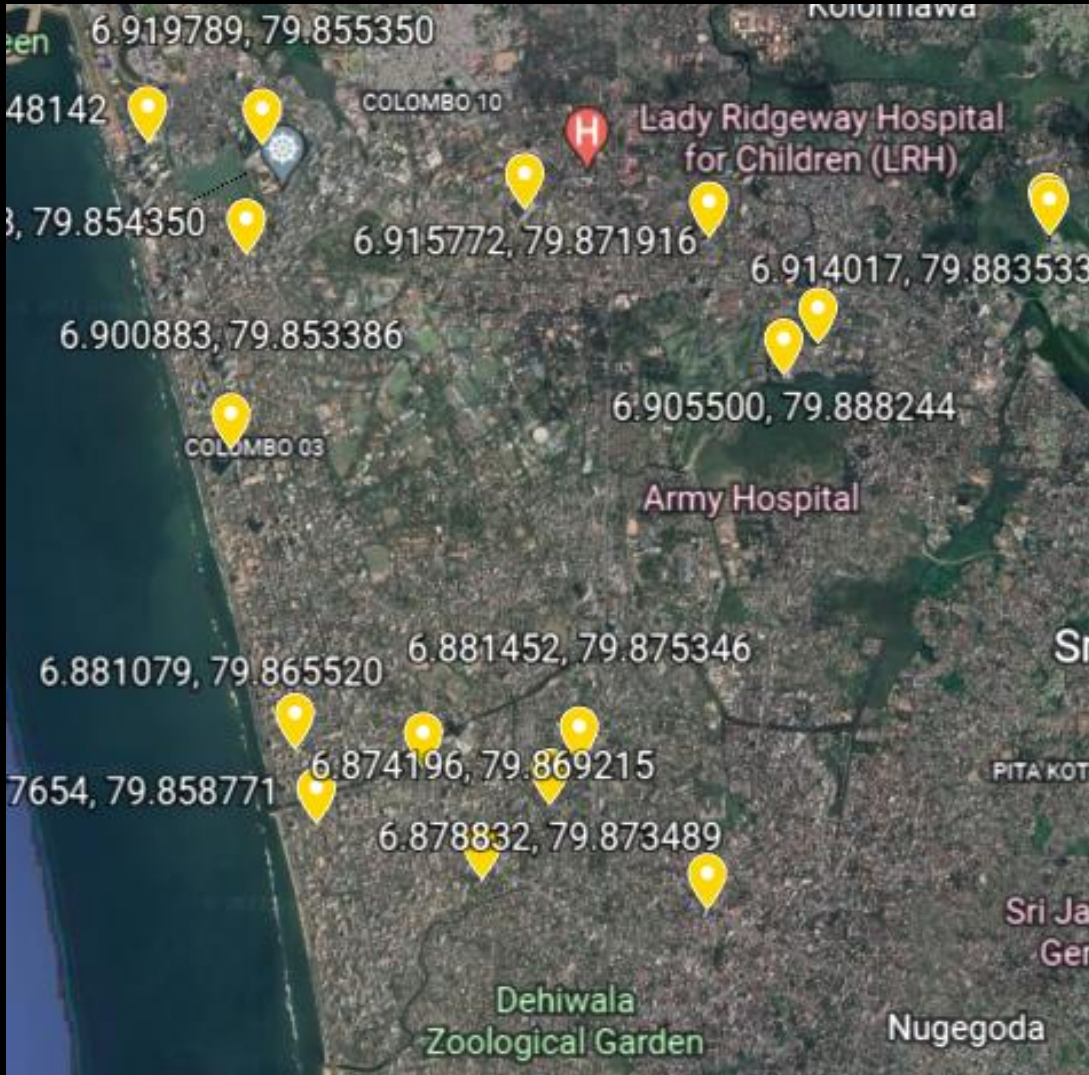 Kolonnawa
een
6.919789, 79.855350
48142
COLOMBO 10
H
Lady Ridgeway Hospital
for Children (LRH)
3, 79.854350
6.915772, 79.871916
6.914017, 79.883533
6.900883, 79.853386
6.905500, 79.888244
COLOMBO 03
Army Hospital
6.881452, 79.875346
6.881079, 79.865520
6.874196, 79.869215
7654, 79.858771
PITA KOT
6.878832, 79.873489
Sri Ja
Ger
Dehiwala
Zoological Garden
Nugegoda